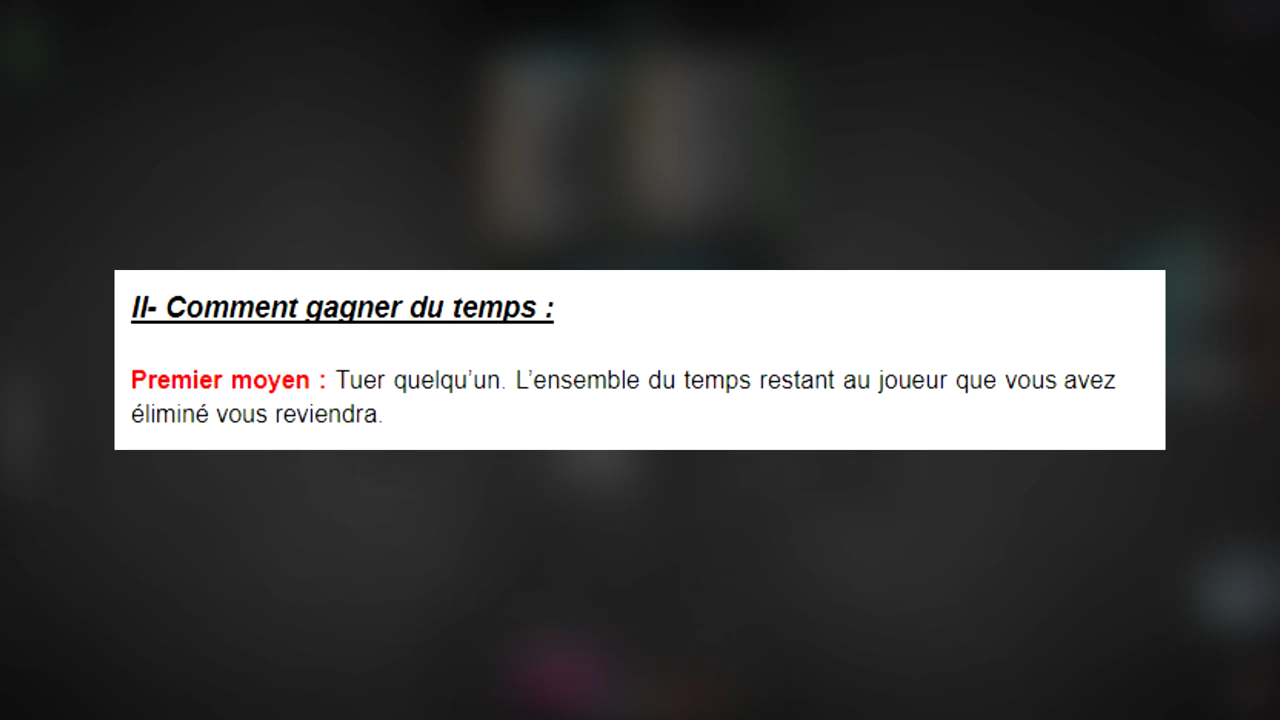 II- Comment gagner du temps :
Premier moyen : Tuer quelqu’un. L’ensemble du temps restant au joueur que vous avez
éliminé vous reviendra.